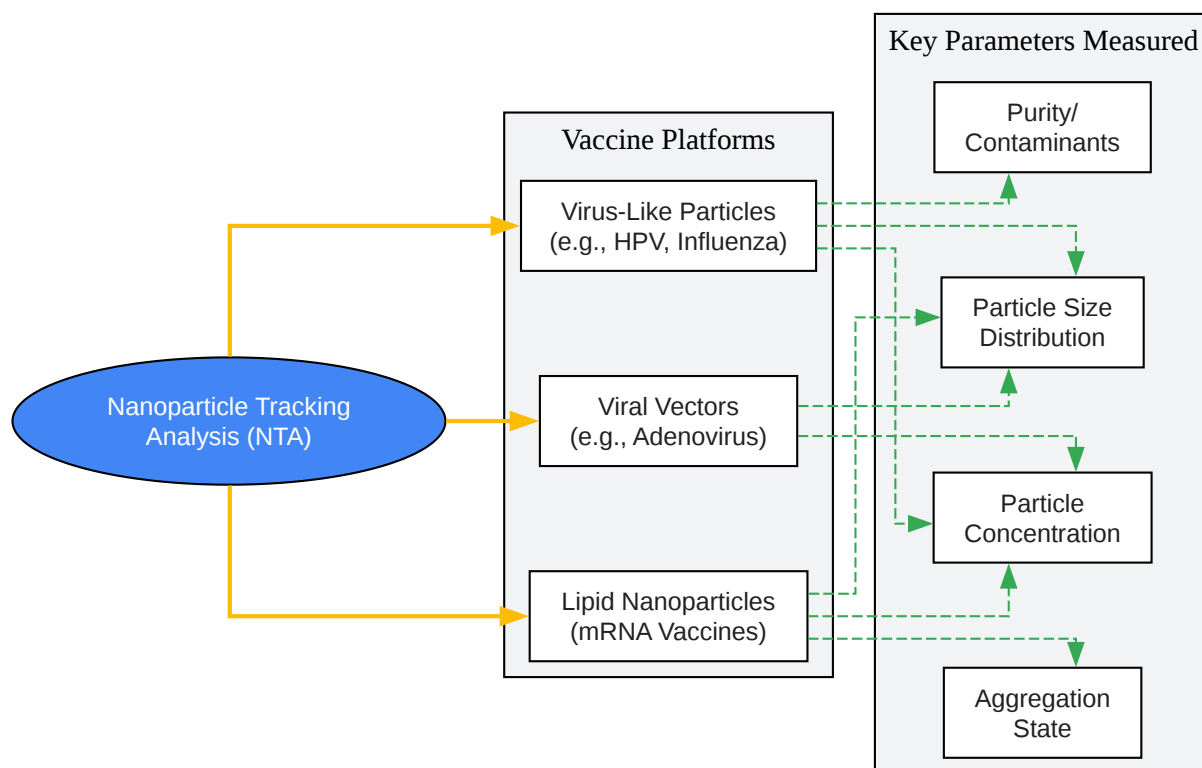 Key Parameters Measured
Purity/
Contaminants
Vaccine Platforms
Virus-Like Particles
(e.g., HPV, Influenza)
Particle Size
Distribution
Nanoparticle Tracking
Analysis (NTA)
Viral Vectors
(e.g., Adenovirus)
Particle
Concentration
Lipid Nanoparticles
(mRNA Vaccines)
Aggregation
State